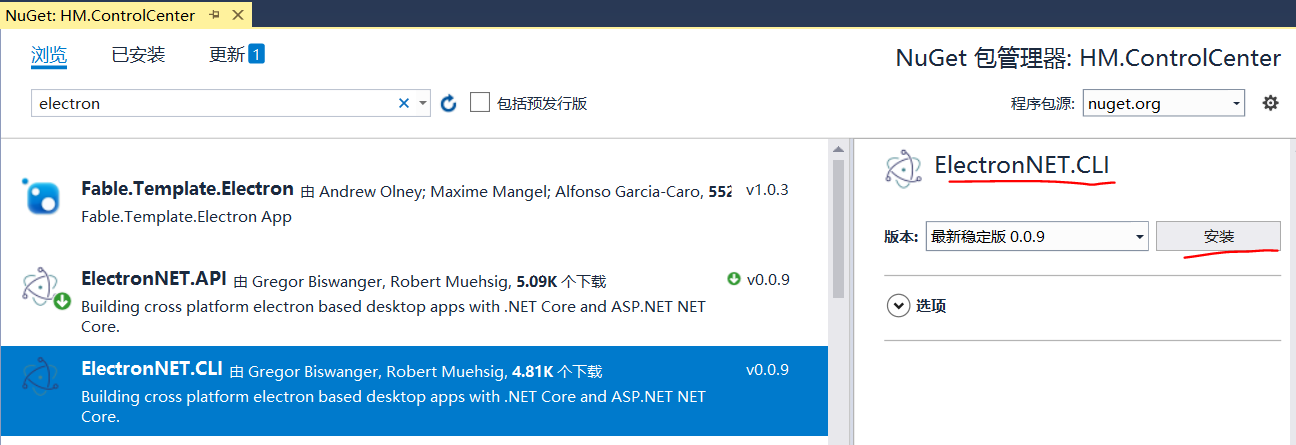 NuGet: HM.ControlCenter
浏览 已安装 更新 1
NuGet 包管理器: HM.ControlCenter
electron
包括预发行版
程序包源: nuget.org
Fable.Template.Electron 由 Andrew Olney; Maxime Mangel; Alfonso Garcia-Caro, 552 v1.0.3
Fable.Template.Electron App
ElectronNET.API 由 Gregor Biswanger, Robert Muehsig, 5.09K 个下载 v0.0.9
Building cross platform electron based desktop apps with .NET Core and ASP.NET NET
Core.
ElectronNET.CLI 由 Gregor Biswanger, Robert Muehsig, 4.81K 个下载 v0.0.9
Building cross platform electron based desktop apps with .NET Core and ASP.NET NET
Core.
ElectronNET.CLI
版本: 最新稳定版 0.0.9 安装
选项